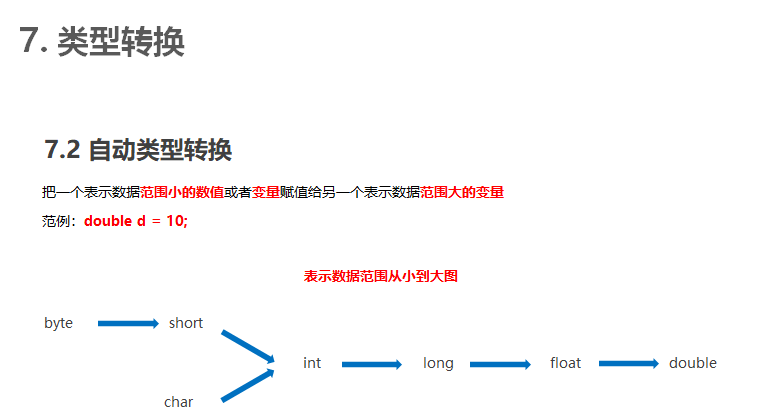 7. 类型转换
7.2 自动类型转换
把一个表示数据范围小的数值或者变量赋值给另一个表示数据范围大的变量
范例：double d = 10;
表示数据范围从小到大图
byte short
int long float double
char